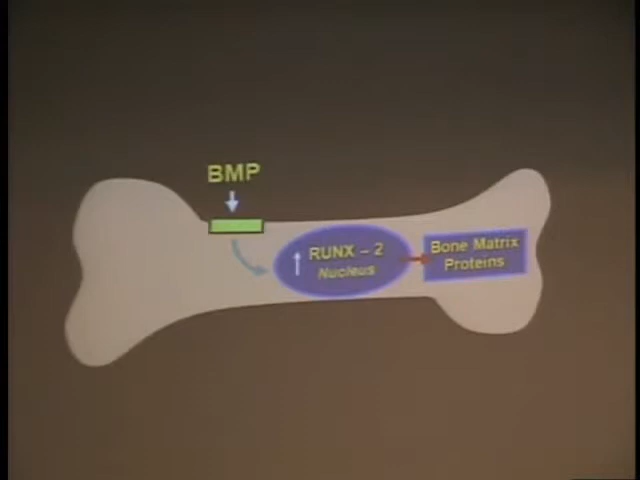 BMP
RUNX – 2
Nucleus
Bone Matrix
Proteins